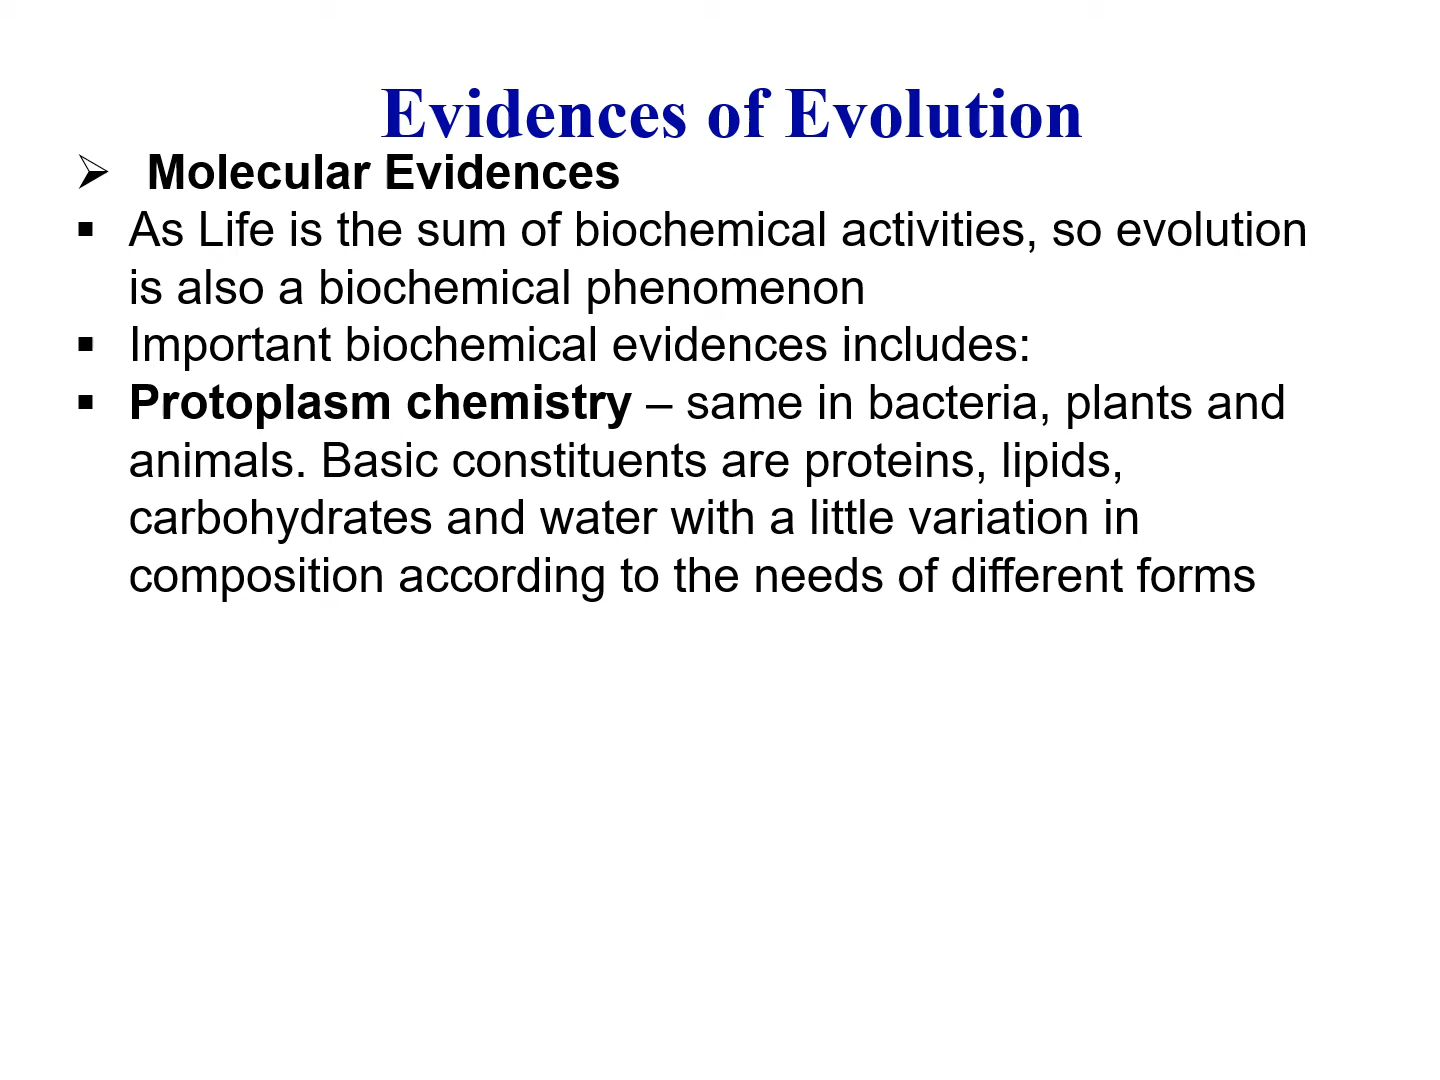 Evidences of Evolution
➢ Molecular Evidences
▪ As Life is the sum of biochemical activities, so evolution
is also a biochemical phenomenon
▪ Important biochemical evidences includes:
▪ Protoplasm chemistry – same in bacteria, plants and
animals. Basic constituents are proteins, lipids,
carbohydrates and water with a little variation in
composition according to the needs of different forms